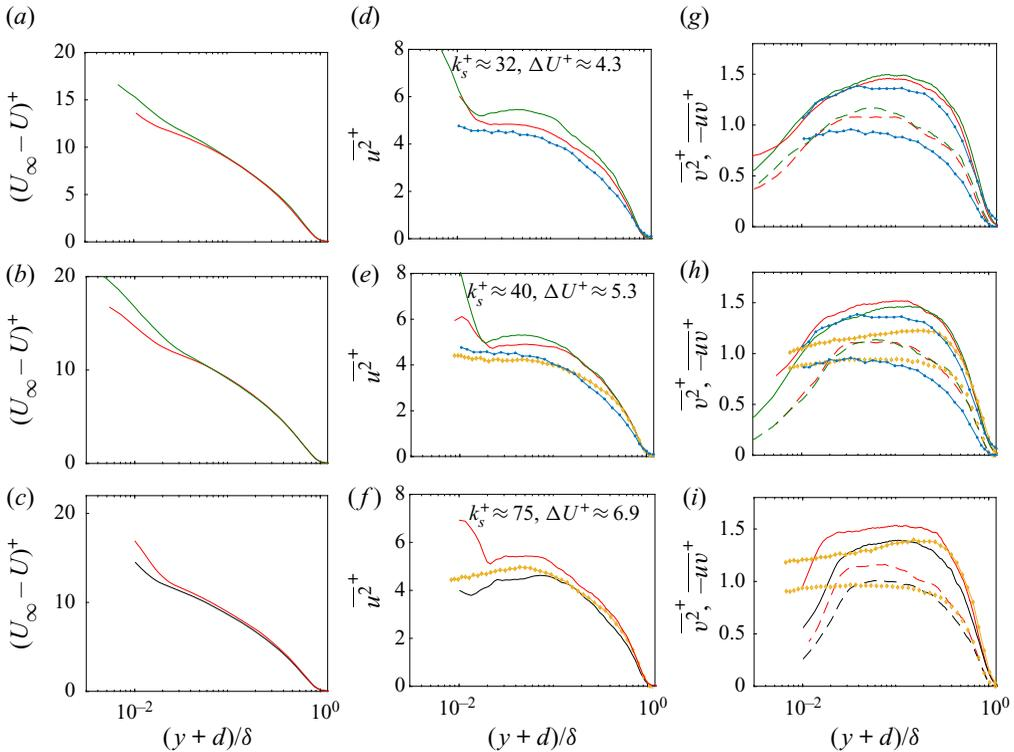 (a) (d) (g)
20 15 10 5 0
(U∞ − U)+
8 6 4 2 0
u²+
ks+ ≈ 32, ΔU+ ≈ 4.3
1.5 1.0 0.5 0
v²+, −uv+
(b) (e) (h)
20 10 0
(U∞ − U)+
8 6 4 2 0
u²+
ks+ ≈ 40, ΔU+ ≈ 5.3
1.5 1.0 0.5 0
v²+, −uv+
(c) (f) (i)
20 10 0
(U∞ − U)+
8 6 4 2 0
u²+
ks+ ≈ 75, ΔU+ ≈ 6.9
1.5 1.0 0.5 0
v²+, −uv+
10−2 100 10−2 100 10−2 100
(y + d)/δ (y + d)/δ (y + d)/δ